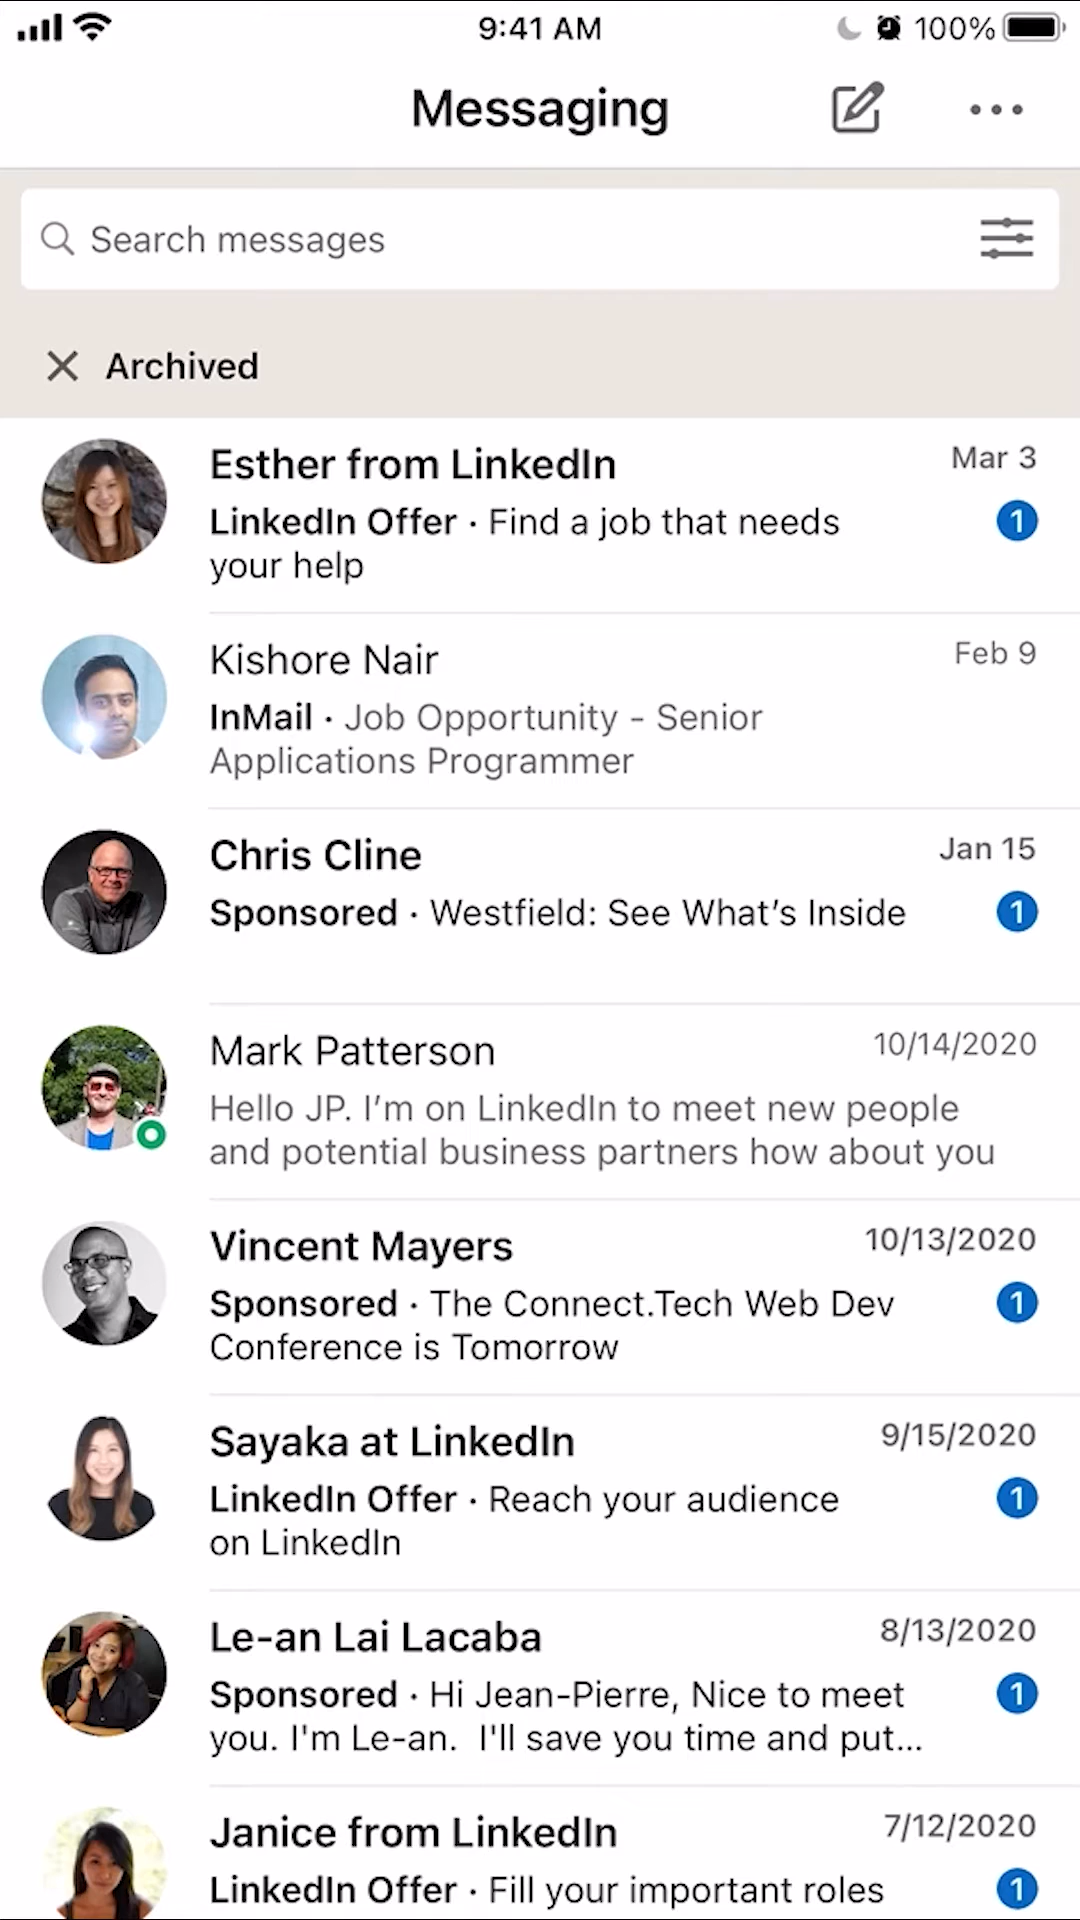 9:41 AM
100%
Messaging
Search messages
Archived
Esther from LinkedIn
Mar 3
LinkedIn Offer · Find a job that needs
1
your help
Kishore Nair
Feb 9
InMail · Job Opportunity - Senior
Applications Programmer
Chris Cline
Jan 15
Sponsored · Westfield: See What's Inside
1
Mark Patterson
10/14/2020
Hello JP. I'm on LinkedIn to meet new people
and potential business partners how about you
Vincent Mayers
10/13/2020
Sponsored · The Connect.Tech Web Dev
1
Conference is Tomorrow
Sayaka at LinkedIn
9/15/2020
LinkedIn Offer · Reach your audience
1
on LinkedIn
Le-an Lai Lacaba
8/13/2020
Sponsored · Hi Jean-Pierre, Nice to meet
1
you. I'm Le-an.  I'll save you time and put...
Janice from LinkedIn
7/12/2020
LinkedIn Offer · Fill your important roles
1